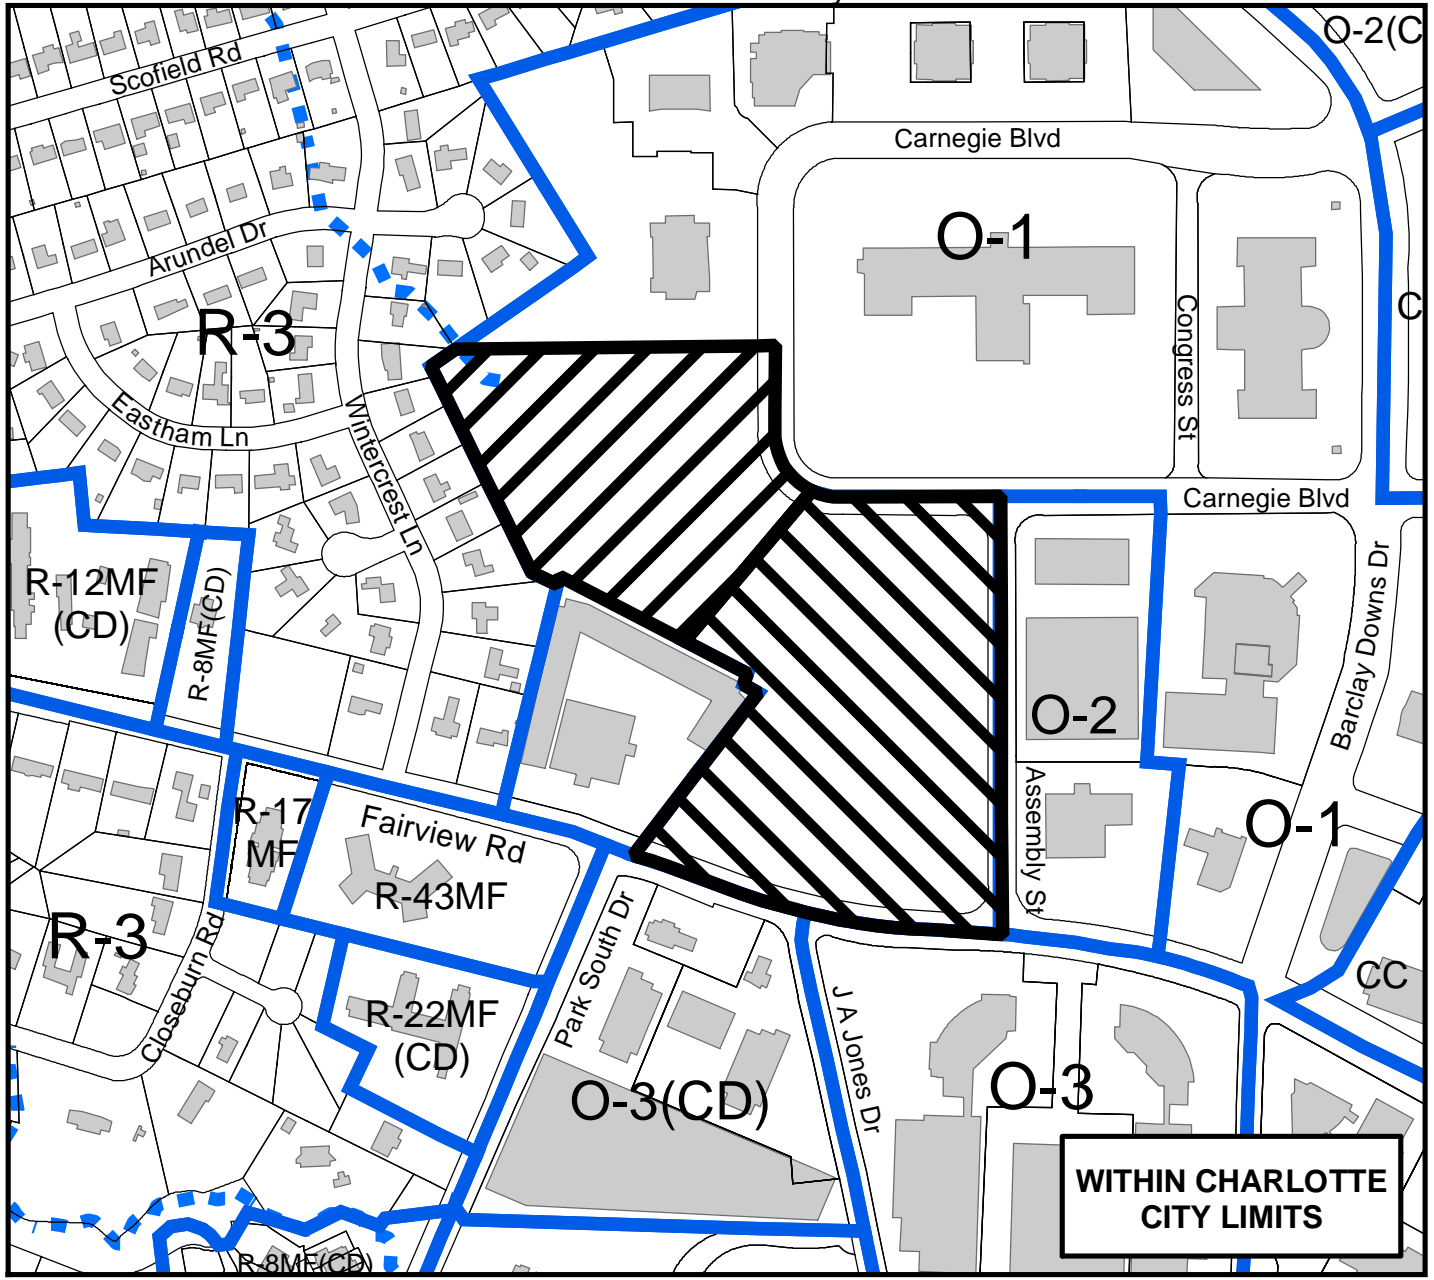 O-2(C
Scofield Rd
Carnegie Blvd
Arundel Dr
O-1
C
Congress St
R-3
Eastham Ln
Wintercrest Ln
Carnegie Blvd
R-12MF
(CD)
R-8MF(CD)
Barclay Downs Dr
O-2
R-17
MF
Fairview Rd
Assembly St
O-1
R-43MF
R-3
Closeburn Rd
Park South Dr
CC
R-22MF
(CD)
J A Jones Dr
O-3(CD)
O-3
WITHIN CHARLOTTE
CITY LIMITS
R-8MF(CD)